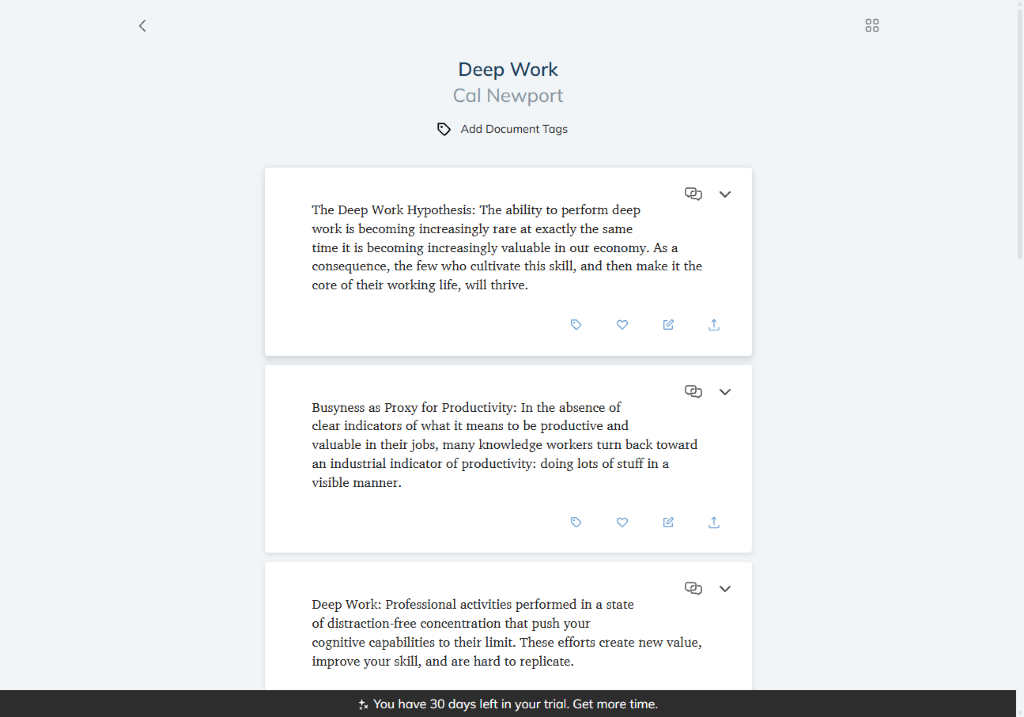 Deep Work
Cal Newport
Add Document Tags
The Deep Work Hypothesis: The ability to perform deep
work is becoming increasingly rare at exactly the same
time it is becoming increasingly valuable in our economy. As a
consequence, the few who cultivate this skill, and then make it the
core of their working life, will thrive.
Busyness as Proxy for Productivity: In the absence of
clear indicators of what it means to be productive and
valuable in their jobs, many knowledge workers turn back toward
an industrial indicator of productivity: doing lots of stuff in a
visible manner.
Deep Work: Professional activities performed in a state
of distraction-free concentration that push your
cognitive capabilities to their limit. These efforts create new value,
improve your skill, and are hard to replicate.
You have 30 days left in your trial. Get more time.